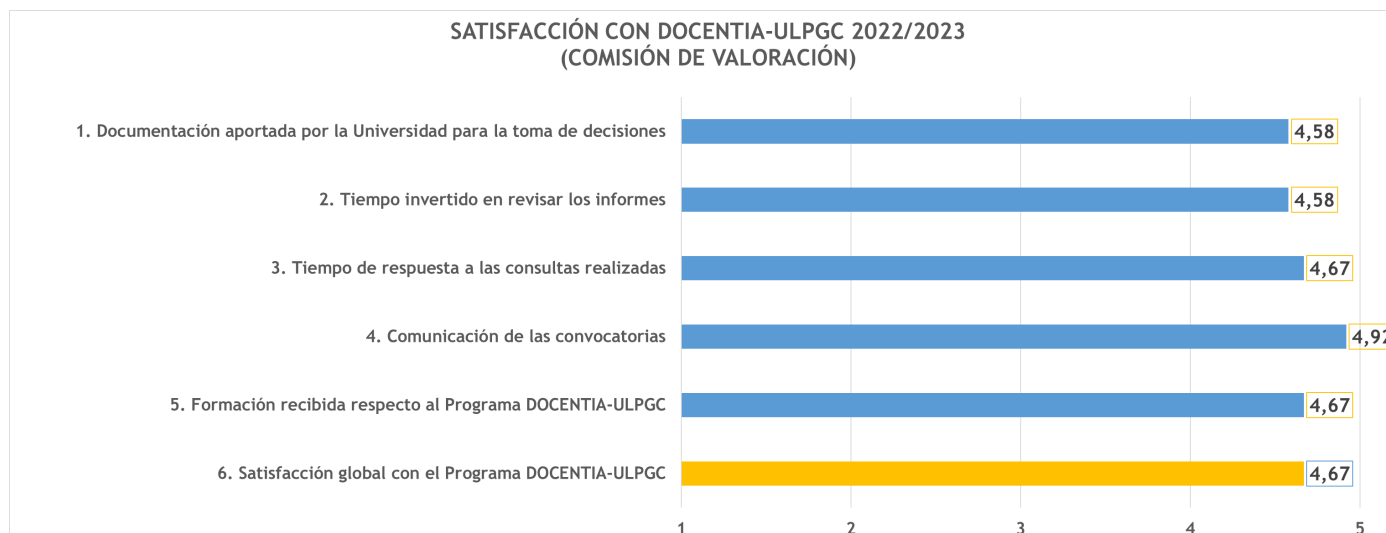 SATISFACCIÓN CON DOCENTIA-ULPGC 2022/2023
(COMISIÓN DE VALORACIÓN)
1. Documentación aportada por la Universidad para la toma de decisiones
4,58
2. Tiempo invertido en revisar los informes
4,58
3. Tiempo de respuesta a las consultas realizadas
4,67
4. Comunicación de las convocatorias
4,92
5. Formación recibida respecto al Programa DOCENTIA-ULPGC
4,67
6. Satisfacción global con el Programa DOCENTIA-ULPGC
4,67
1 2 3 4 5